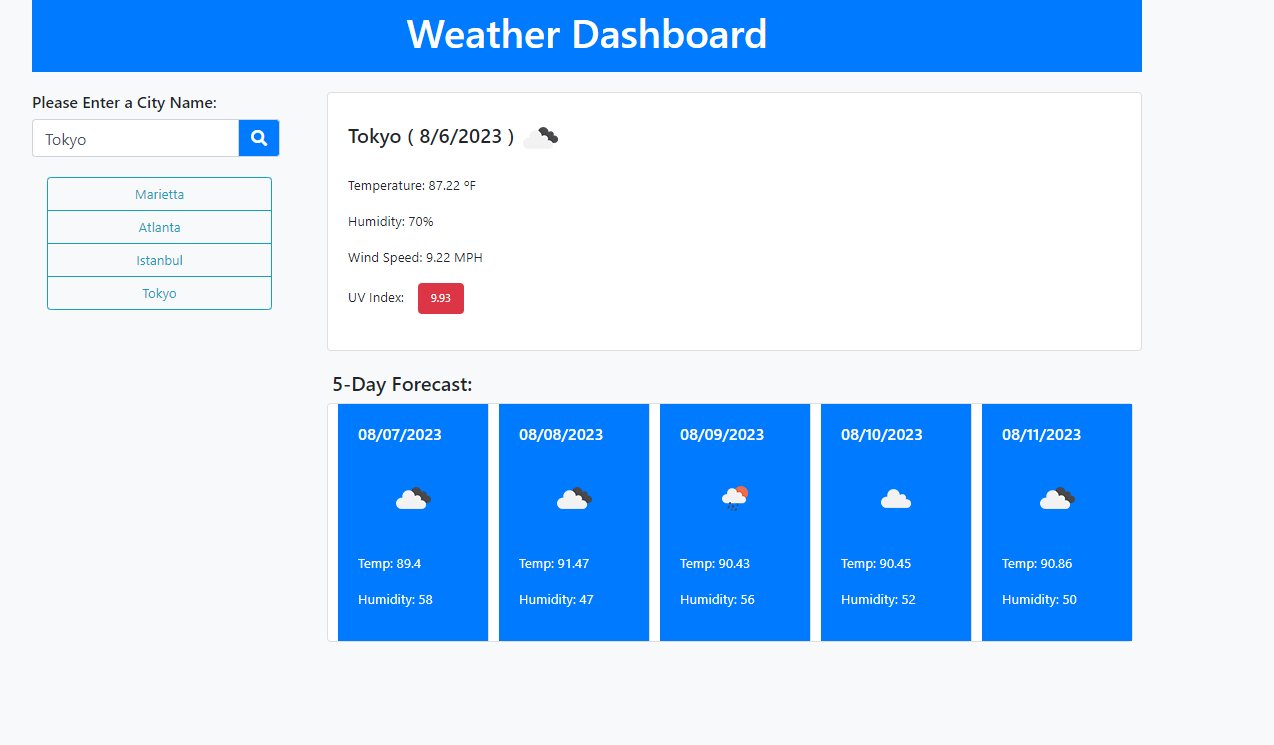 Weather Dashboard
Please Enter a City Name:
Tokyo
Marietta
Atlanta
Istanbul
Tokyo
Tokyo ( 8/6/2023 )
Temperature: 87.22 ºF
Humidity: 70%
Wind Speed: 9.22 MPH
UV Index: 9.93
5-Day Forecast:
08/07/2023
Temp: 89.4
Humidity: 58
08/08/2023
Temp: 91.47
Humidity: 47
08/09/2023
Temp: 90.43
Humidity: 56
08/10/2023
Temp: 90.45
Humidity: 52
08/11/2023
Temp: 90.86
Humidity: 50